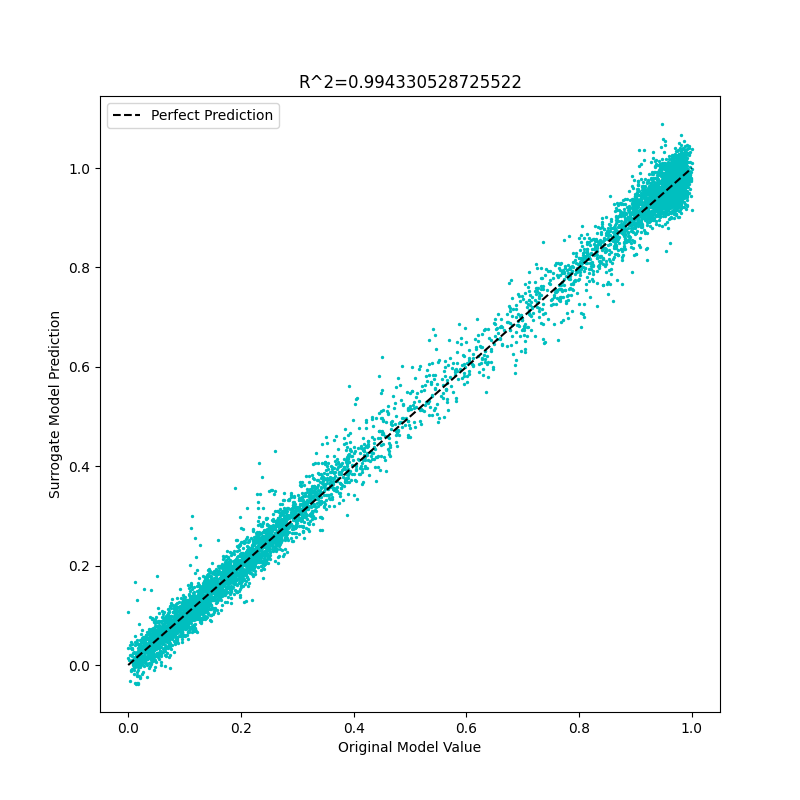 R^2=0.994330528725522
Perfect Prediction
Surrogate Model Prediction
1.0
0.8
0.6
0.4
0.2
0.0
0.0 0.2 0.4 0.6 0.8 1.0
Original Model Value